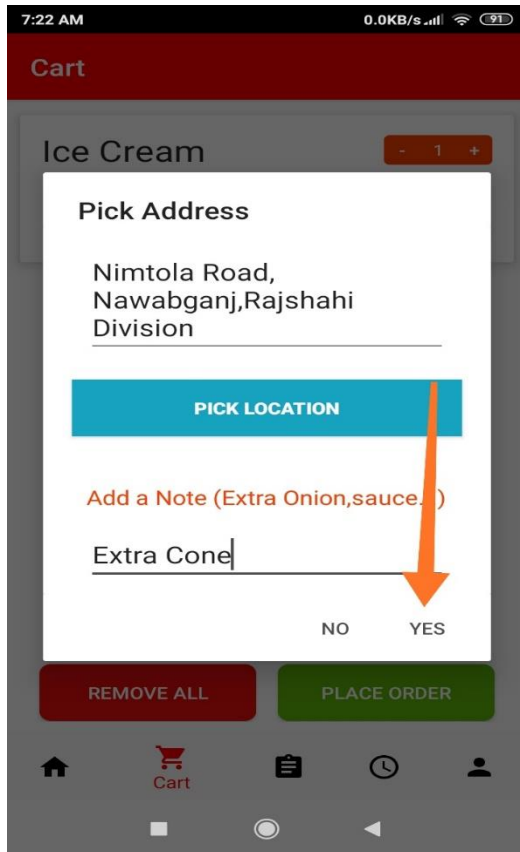 7:22 AM 0.0KB/s 91
Cart
Ice Cream - 1 +
Pick Address
Nimtola Road,
Nawabganj,Rajshahi
Division
PICK LOCATION
Add a Note (Extra Onion,sauce..)
Extra Cone
NO YES
REMOVE ALL PLACE ORDER
Cart